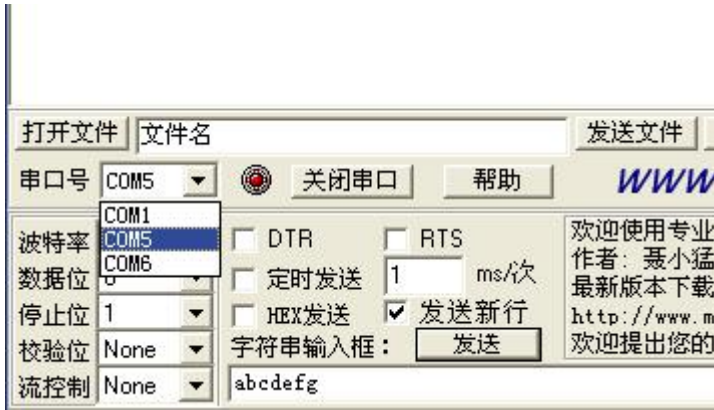 打开文件 文件名 发送文件
串口号 COM5 关闭串口 帮助 WWW
COM1
COM5
COM6
波特率 DTR RTS
数据位 定时发送 1 ms/次
停止位 1 HEX发送 发送新行
校验位 None 字符串输入框： 发送
流控制 None abcdefg
欢迎使用专业
作者：聂小猛
最新版本下载
http://www.m
欢迎提出您的